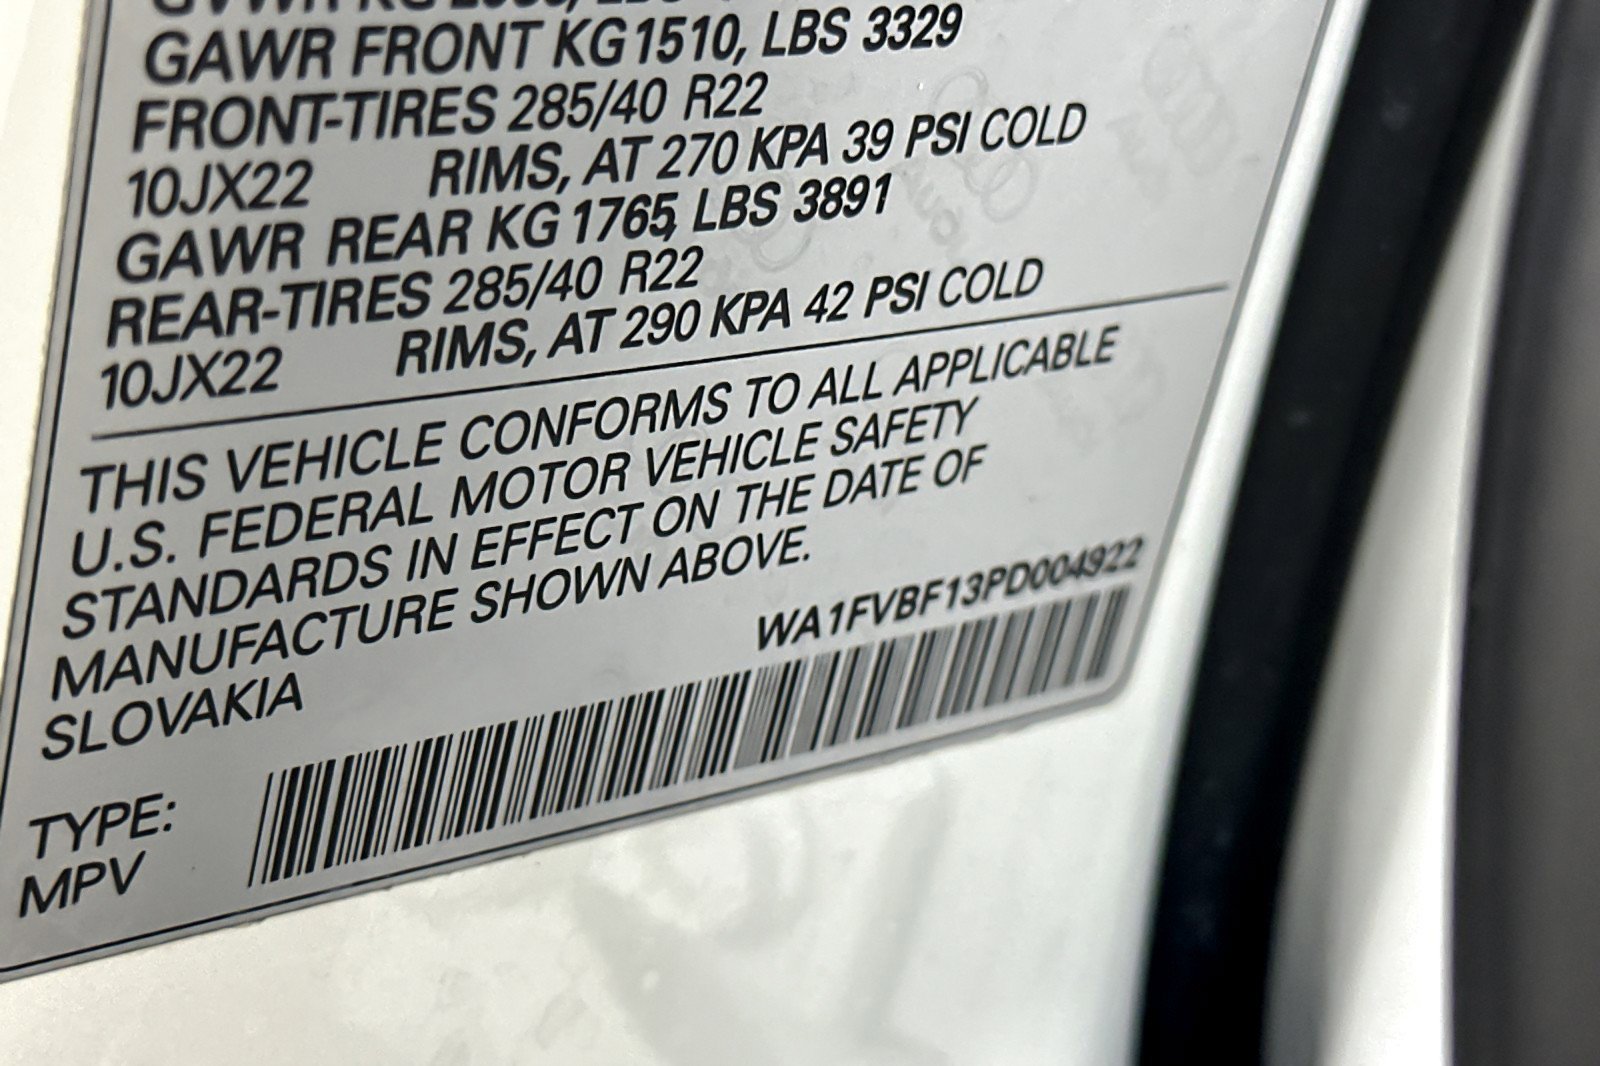 GAWR FRONT KG 1510, LBS 3329
FRONT-TIRES 285/40 R22
10JX22 RIMS, AT 270 KPA 39 PSI COLD
GAWR REAR KG 1765, LBS 3891
REAR-TIRES 285/40 R22
10JX22 RIMS, AT 290 KPA 42 PSI COLD
THIS VEHICLE CONFORMS TO ALL APPLICABLE
U.S. FEDERAL MOTOR VEHICLE SAFETY
STANDARDS IN EFFECT ON THE DATE OF
MANUFACTURE SHOWN ABOVE.
SLOVAKIA
WA1FVBF13PD004922
TYPE:
MPV